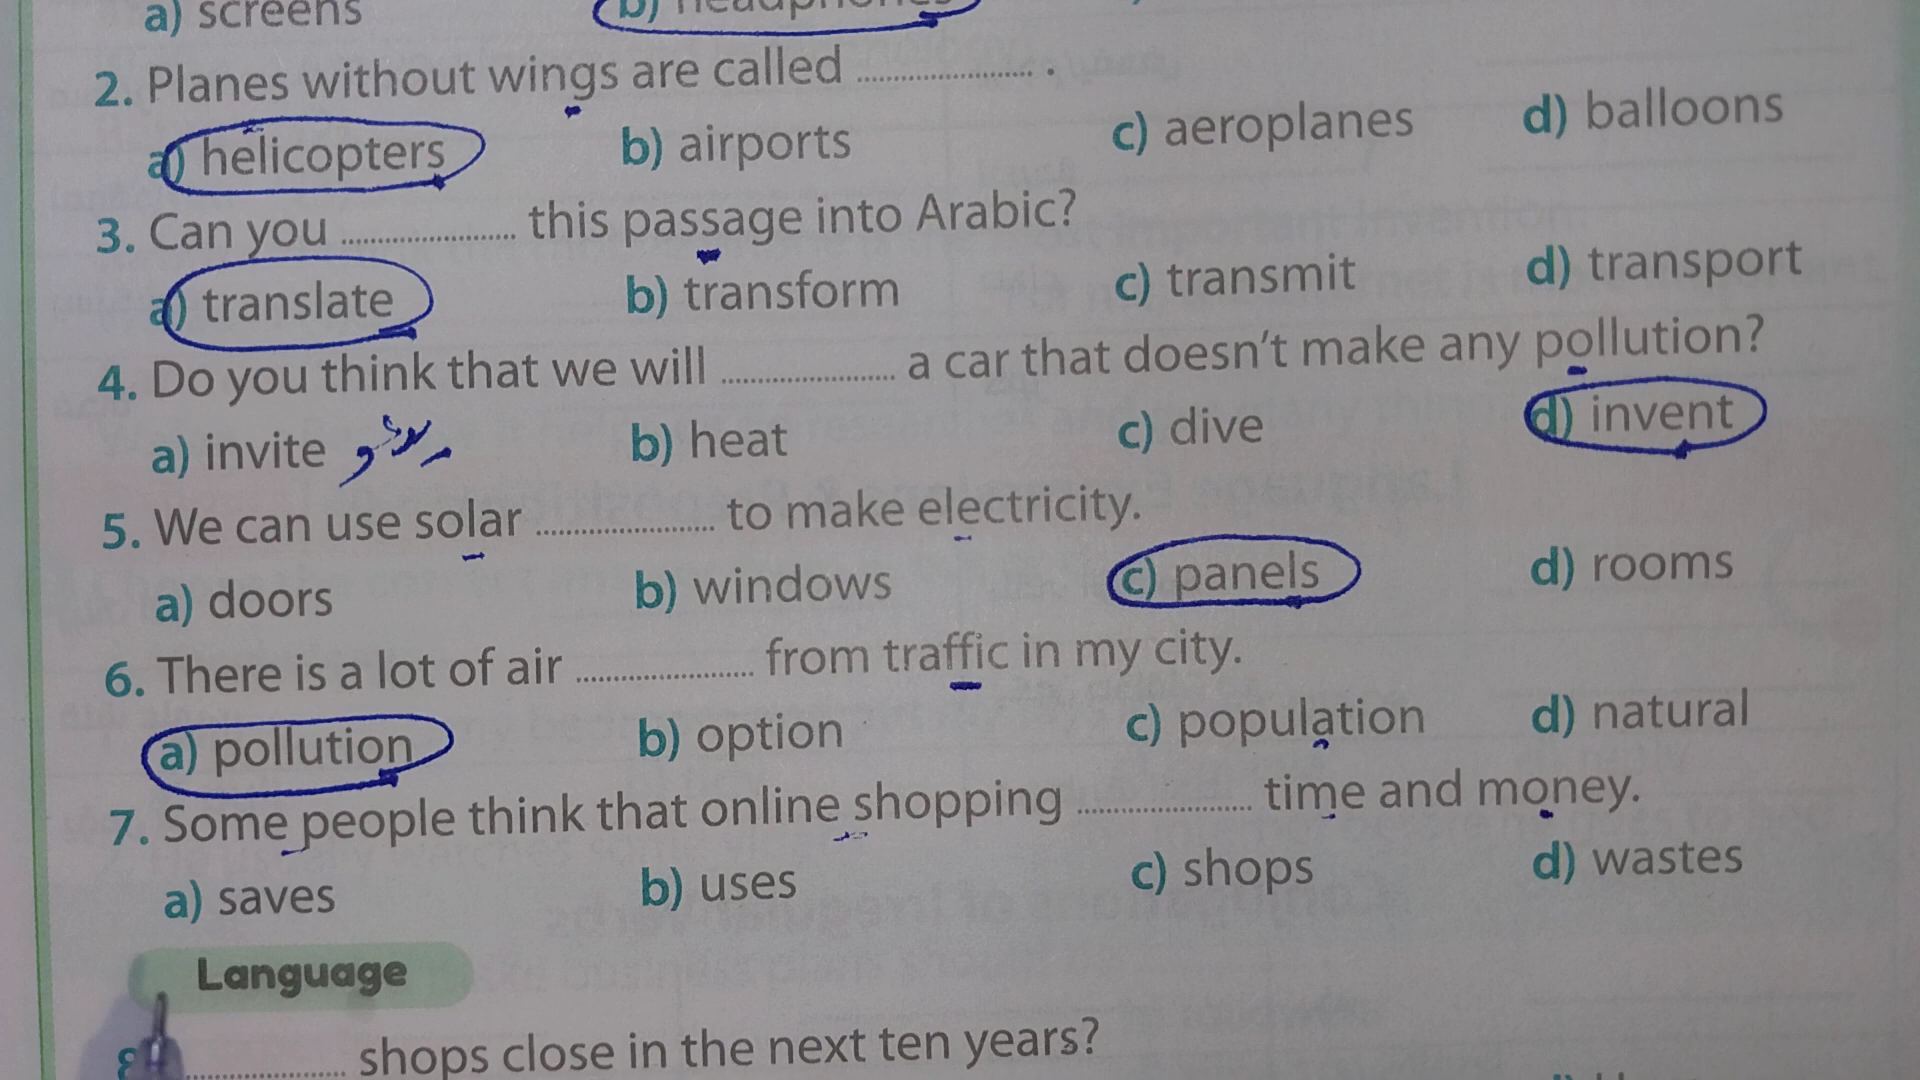 a) screens b) headphones
2. Planes without wings are called .................... .
a) helicopters b) airports c) aeroplanes d) balloons
3. Can you .................... this passage into Arabic?
a) translate b) transform c) transmit d) transport
4. Do you think that we will .................... a car that doesn't make any pollution?
a) invite b) heat c) dive d) invent
5. We can use solar .................... to make electricity.
a) doors b) windows c) panels d) rooms
6. There is a lot of air .................... from traffic in my city.
a) pollution b) option c) population d) natural
7. Some people think that online shopping .................... time and money.
a) saves b) uses c) shops d) wastes
Language
8. .................... shops close in the next ten years?